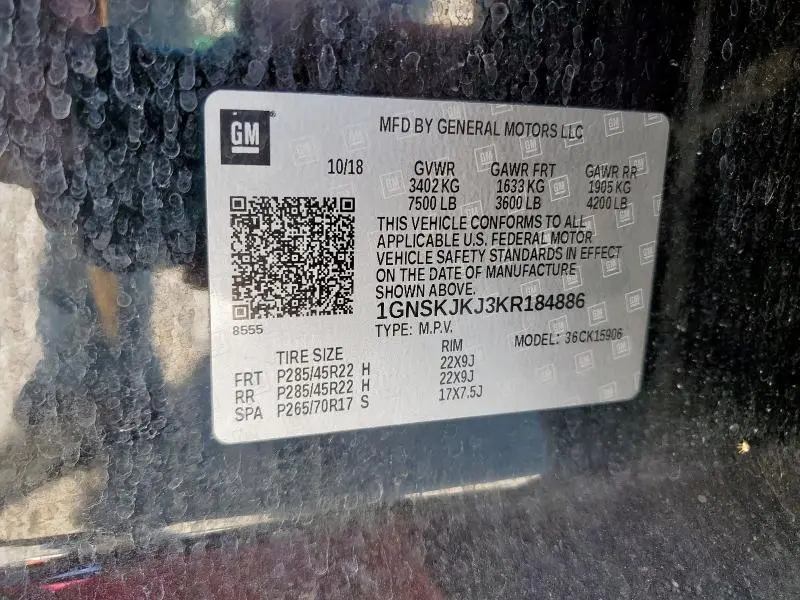 GM
MFD BY GENERAL MOTORS LLC
10/18
GVWR GAWR FRT GAWR RR
3402 KG 1633 KG 1905 KG
7500 LB 3600 LB 4200 LB
THIS VEHICLE CONFORMS TO ALL
APPLICABLE U.S. FEDERAL MOTOR
VEHICLE SAFETY STANDARDS IN EFFECT
ON THE DATE OF MANUFACTURE
SHOWN ABOVE.
1GNSKJKJ3KR184886
8555
TYPE: M.P.V. MODEL: 36CK15906
TIRE SIZE RIM
FRT P285/45R22 H 22X9J
RR P285/45R22 H 22X9J
SPA P265/70R17 S 17X7.5J